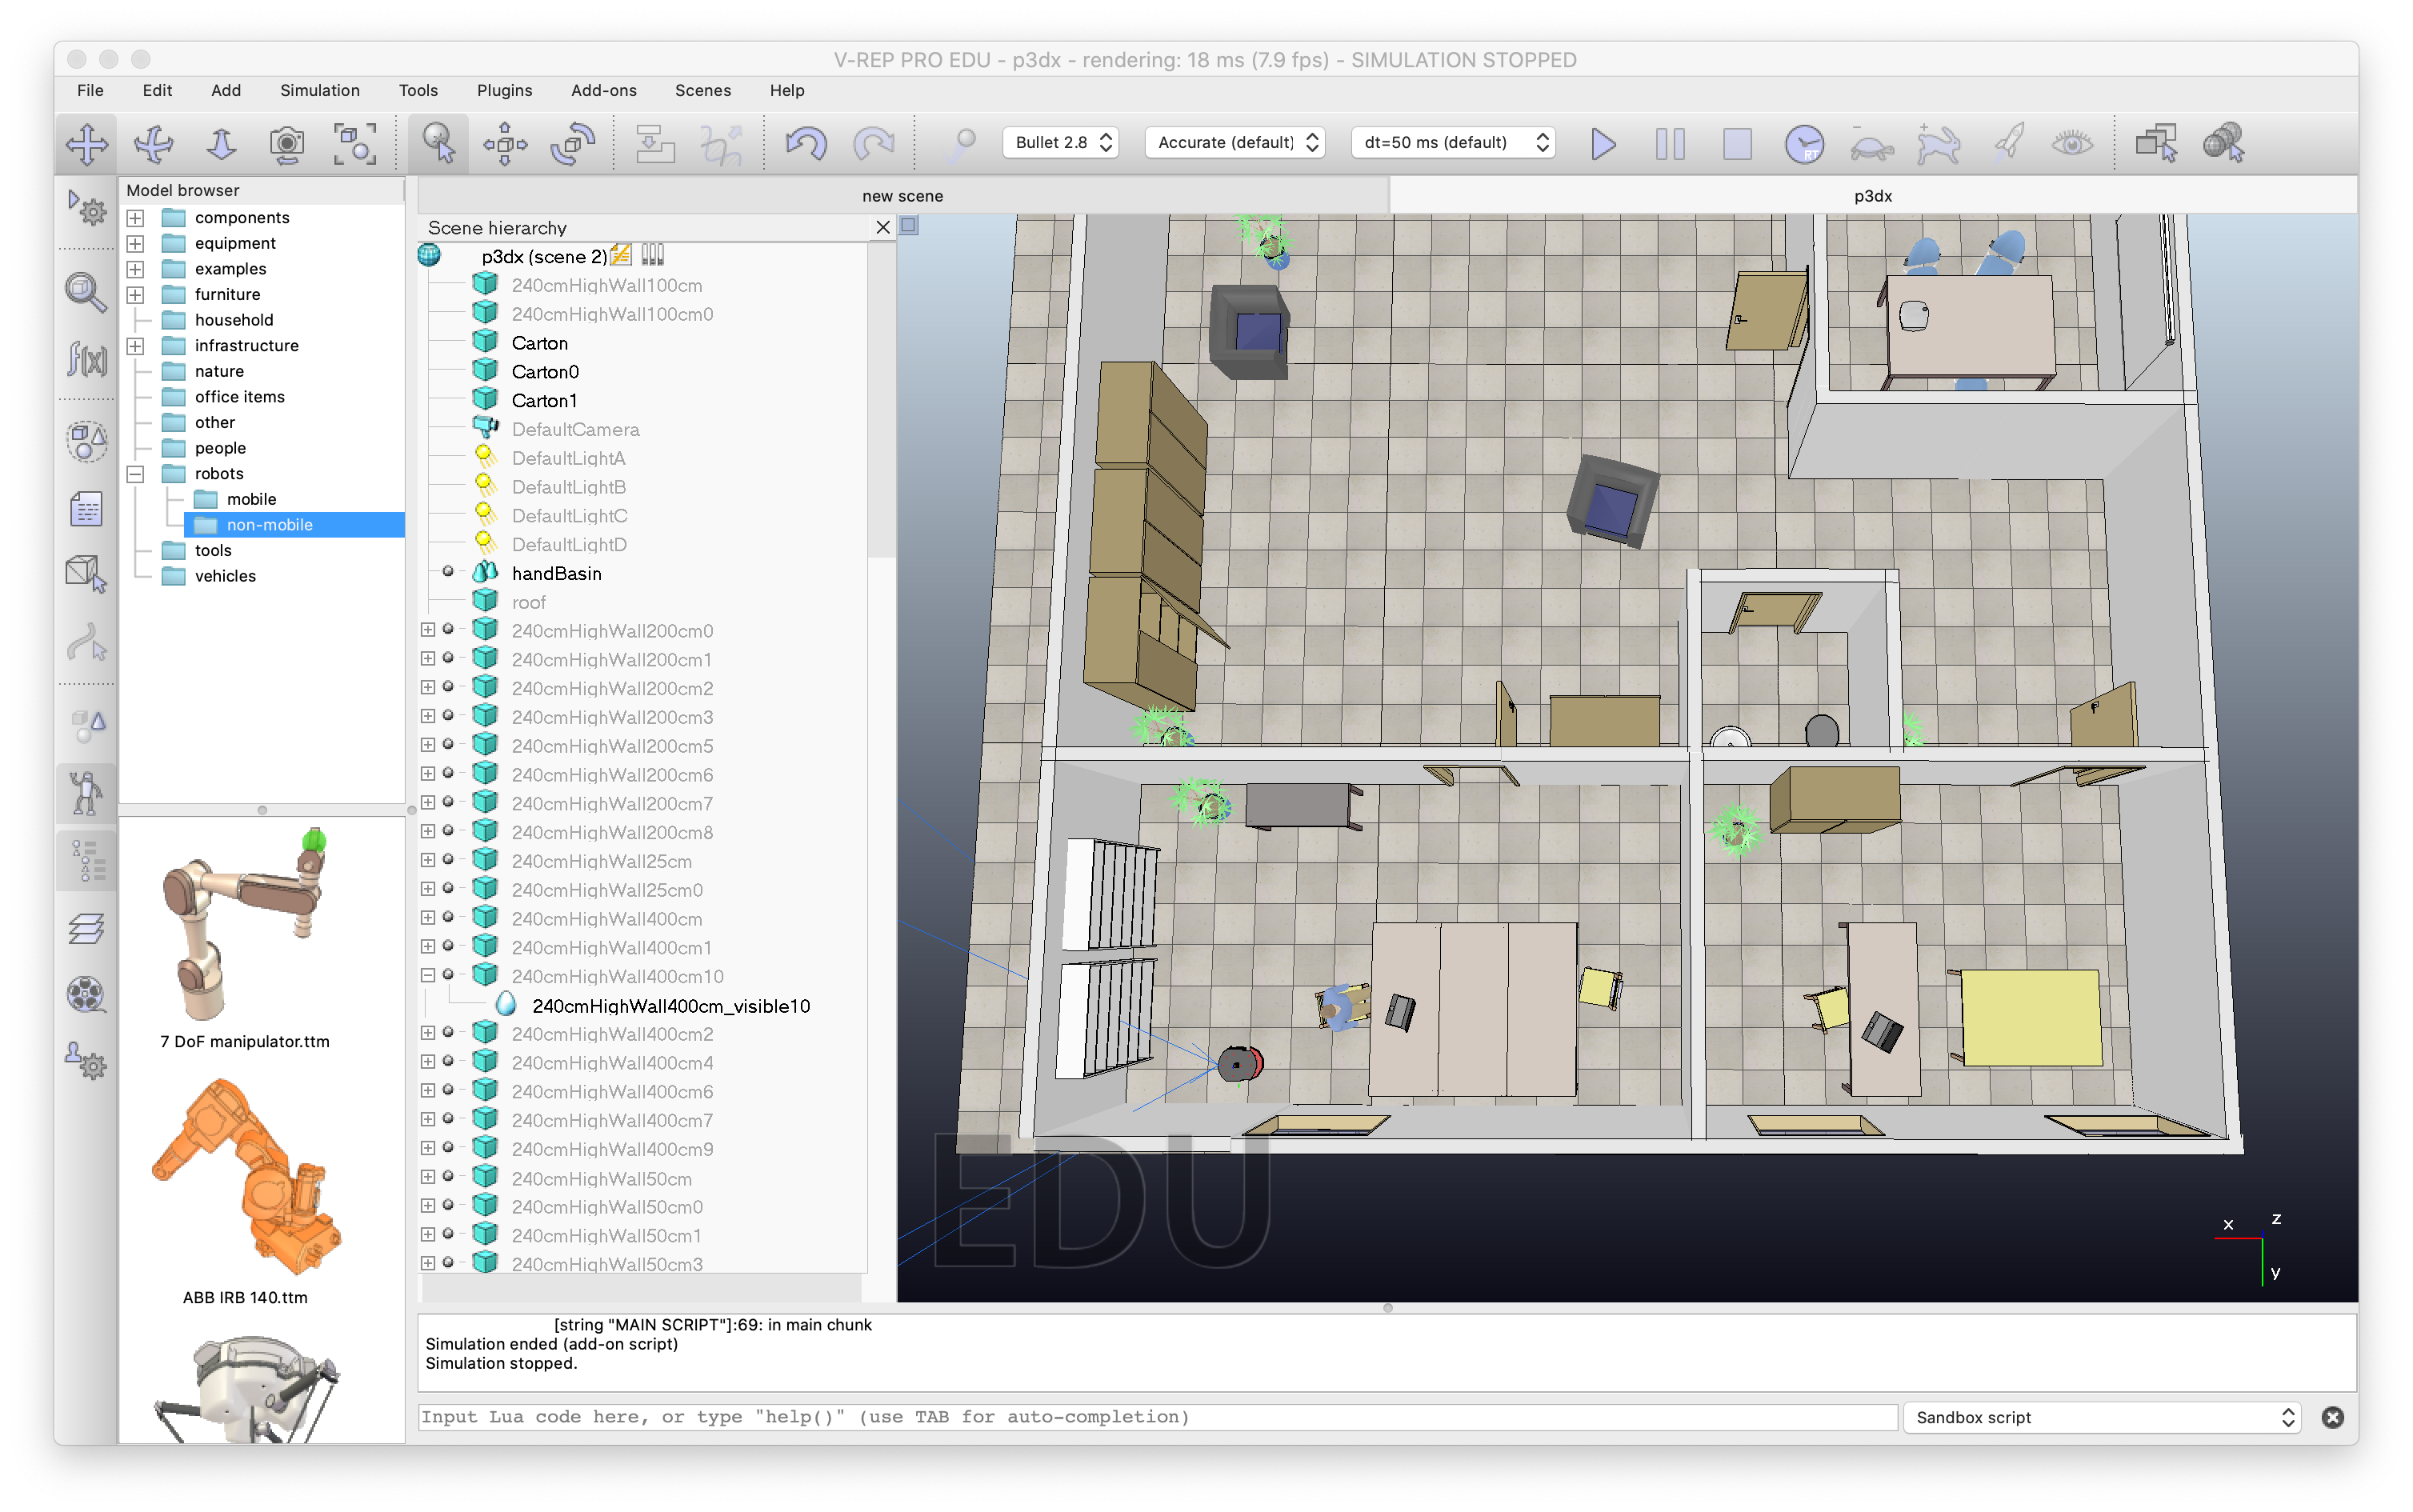 V-REP PRO EDU - p3dx - rendering: 18 ms (7.9 fps) - SIMULATION STOPPED
File Edit Add Simulation Tools Plugins Add-ons Scenes Help
Bullet 2.8 Accurate (default) dt=50 ms (default) RT
Model browser
components
equipment
examples
furniture
household
infrastructure
nature
office items
other
people
robots
mobile
non-mobile
tools
vehicles
7 DoF manipulator.ttm
ABB IRB 140.ttm
new scene p3dx
Scene hierarchy
p3dx (scene 2)
240cmHighWall100cm
240cmHighWall100cm0
Carton
Carton0
Carton1
DefaultCamera
DefaultLightA
DefaultLightB
DefaultLightC
DefaultLightD
handBasin
roof
240cmHighWall200cm0
240cmHighWall200cm1
240cmHighWall200cm2
240cmHighWall200cm3
240cmHighWall200cm5
240cmHighWall200cm6
240cmHighWall200cm7
240cmHighWall200cm8
240cmHighWall25cm
240cmHighWall25cm0
240cmHighWall400cm
240cmHighWall400cm1
240cmHighWall400cm10
240cmHighWall400cm_visible10
240cmHighWall400cm2
240cmHighWall400cm4
240cmHighWall400cm6
240cmHighWall400cm7
240cmHighWall400cm9
240cmHighWall50cm
240cmHighWall50cm0
240cmHighWall50cm1
240cmHighWall50cm3
f(x)
EDU
x z
y
[string "MAIN SCRIPT"]:69: in main chunk
Simulation ended (add-on script)
Simulation stopped.
Input Lua code here, or type "help()" (use TAB for auto-completion)
Sandbox script